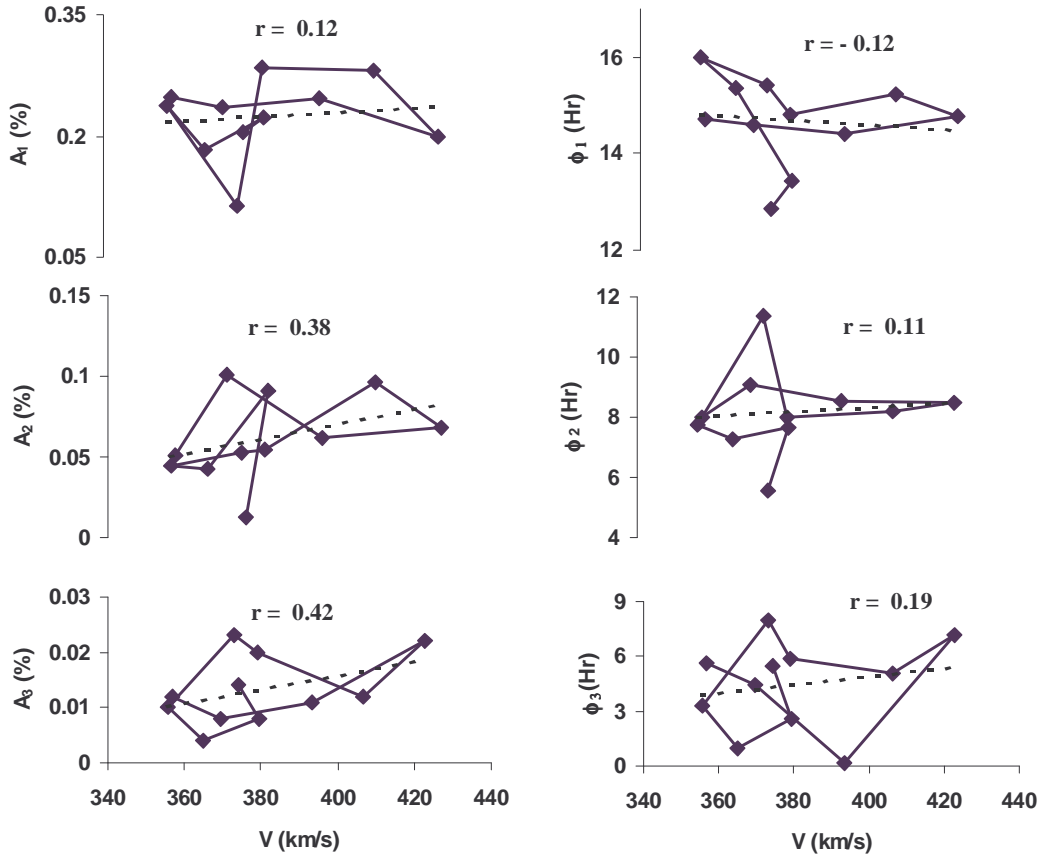 0.35
r = 0.12
0.2
A1 (%)
0.05
16
r = - 0.12
14
ϕ1 (Hr)
12
0.15
r = 0.38
0.1
A2 (%)
0.05
0
12
r = 0.11
10
8
ϕ2 (Hr)
6
4
0.03
r = 0.42
0.02
A3 (%)
0.01
0
340 360 380 400 420 440
V (km/s)
9
r = 0.19
6
ϕ3 (Hr)
3
0
340 360 380 400 420 440
V (km/s)